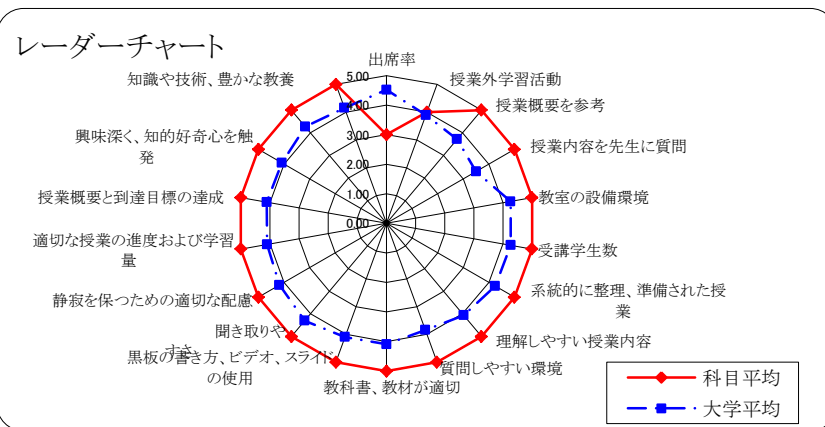 レーダーチャート
出席率
授業外学習活動
授業概要を参考
授業内容を先生に質問
教室の設備環境
受講学生数
系統的に整理、準備された授
業
理解しやすい授業内容
質問しやすい環境
教科書、教材が適切
黒板の書き方、ビデオ、スライド
の使用
聞き取りや
すさ
静寂を保つための適切な配慮
適切な授業の進度および学習
量
授業概要と到達目標の達成
興味深く、知的好奇心を触
発
知識や技術、豊かな教養
5.00
4.00
3.00
2.00
1.00
0.00
科目平均
大学平均